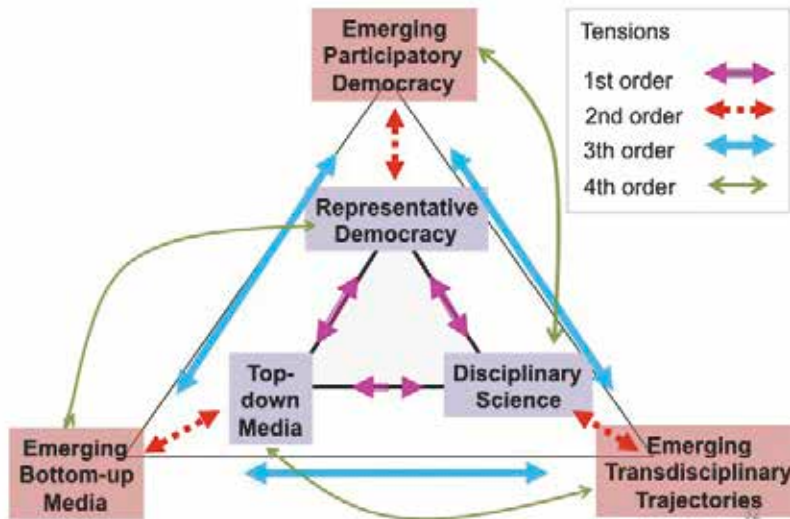 Emerging
Participatory
Democracy
Tensions
1st order
2nd order
3th order
4th order
Representative
Democracy
Top-
down
Media
Disciplinary
Science
Emerging
Bottom-up
Media
Emerging
Transdisciplinary
Trajectories